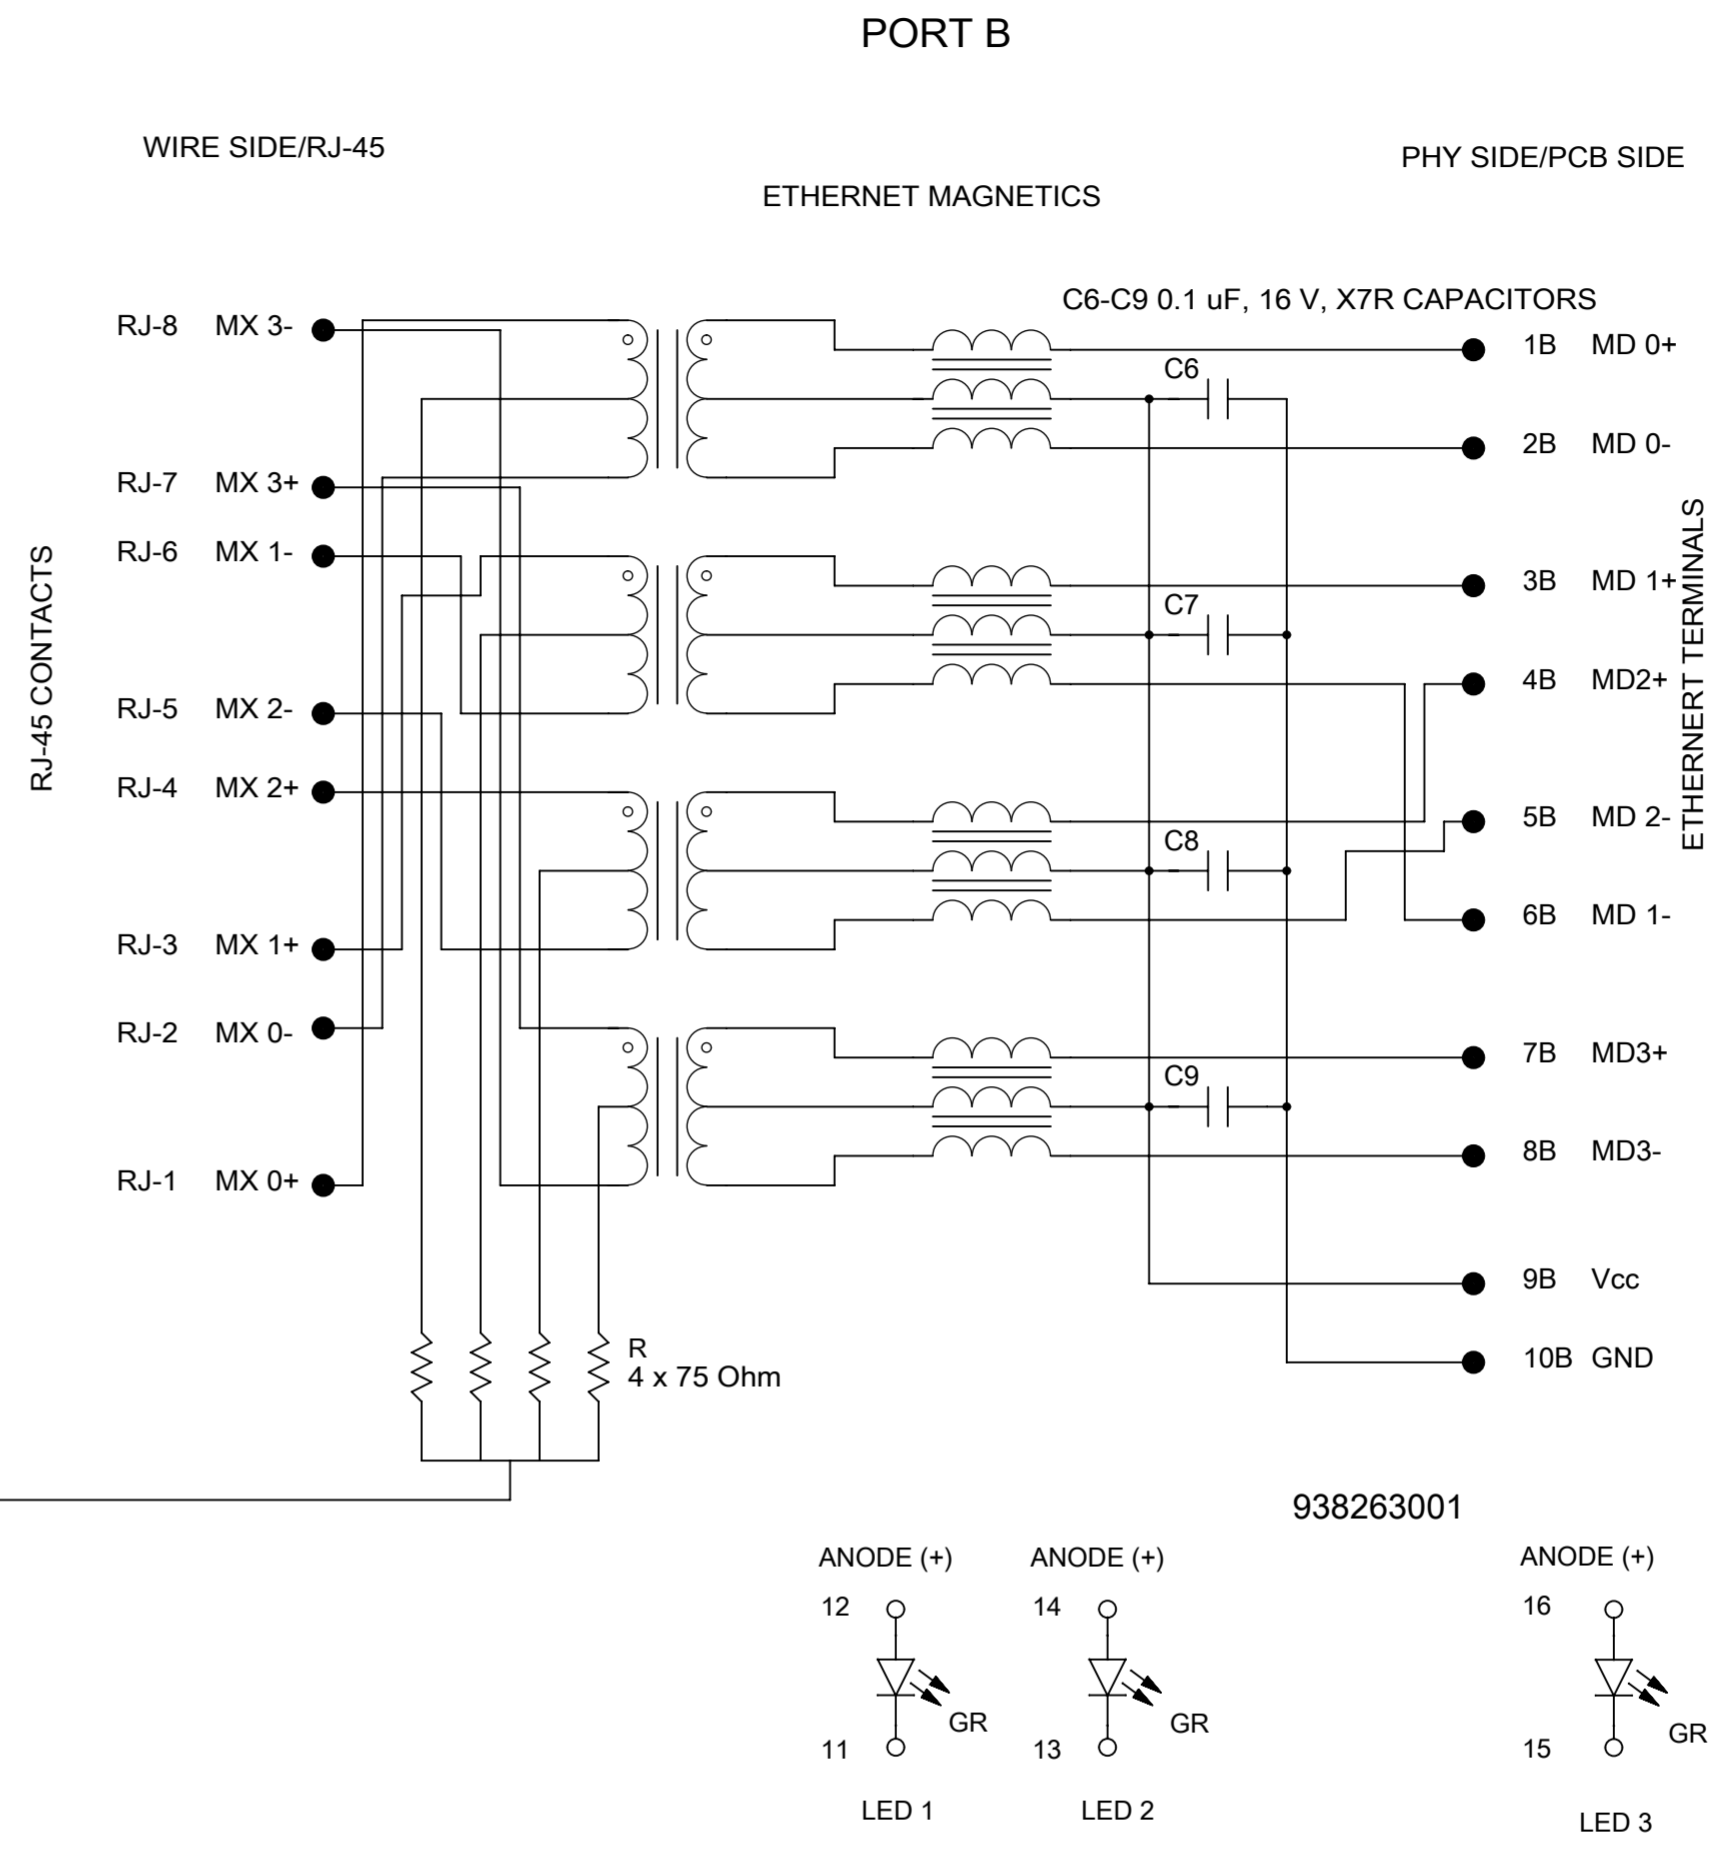 PORT B
WIRE SIDE/RJ-45
PHY SIDE/PCB SIDE
ETHERNET MAGNETICS
C6-C9 0.1 uF, 16 V, X7R CAPACITORS
RJ-8 MX 3-
1B MD 0+
C6
2B MD 0-
RJ-7 MX 3+
RJ-6 MX 1-
3B MD 1+
C7
RJ-45 CONTACTS
ETHERNERT TERMINALS
4B MD2+
RJ-5 MX 2-
RJ-4 MX 2+
5B MD 2-
C8
6B MD 1-
RJ-3 MX 1+
RJ-2 MX 0-
7B MD3+
C9
8B MD3-
RJ-1 MX 0+
9B Vcc
R
4 x 75 Ohm
10B GND
938263001
ANODE (+) ANODE (+) ANODE (+)
12 14 16
GR GR GR
11 13 15
LED 1 LED 2 LED 3